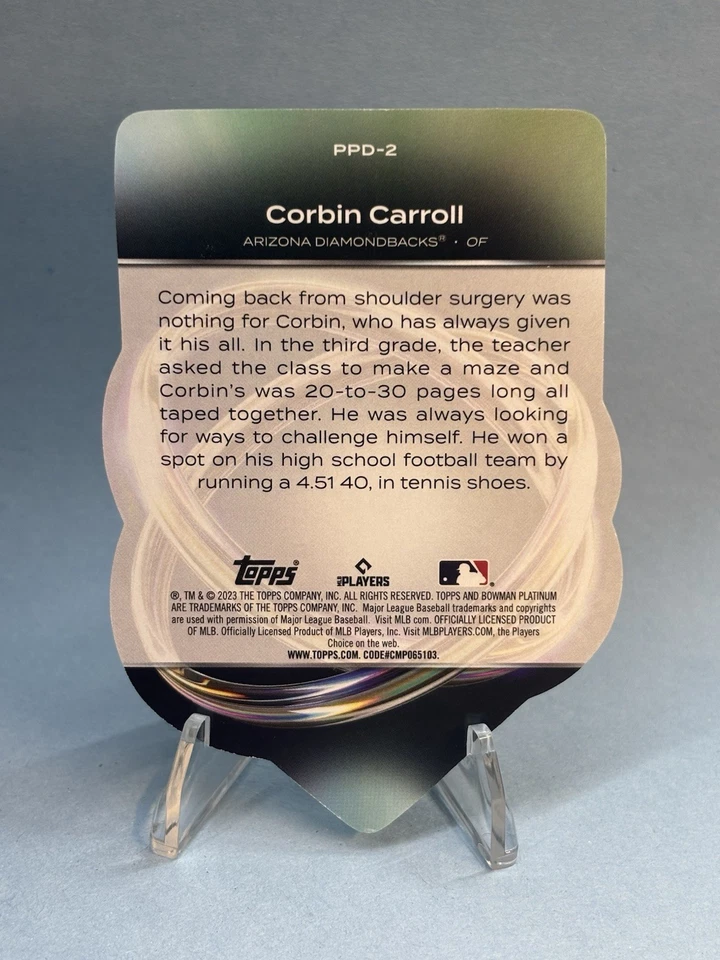 PPD-2
Corbin Carroll
ARIZONA DIAMONDBACKS® · OF
Coming back from shoulder surgery was
nothing for Corbin, who has always given
it his all. In the third grade, the teacher
asked the class to make a maze and
Corbin's was 20-to-30 pages long all
taped together. He was always looking
for ways to challenge himself. He won a
spot on his high school football team by
running a 4.51 40, in tennis shoes.
topps® MLB PLAYERS ®
®, TM & © 2023 THE TOPPS COMPANY, INC. ALL RIGHTS RESERVED. TOPPS AND BOWMAN PLATINUM
ARE TRADEMARKS OF THE TOPPS COMPANY, INC. Major League Baseball trademarks and copyrights
are used with permission of Major League Baseball. Visit MLB com. OFFICIALLY LICENSED PRODUCT
OF MLB. Officially Licensed Product of MLB Players, Inc. Visit MLBPLAYERS.COM, the Players
Choice on the web.
WWW.TOPPS.COM. CODE#CMP065103.